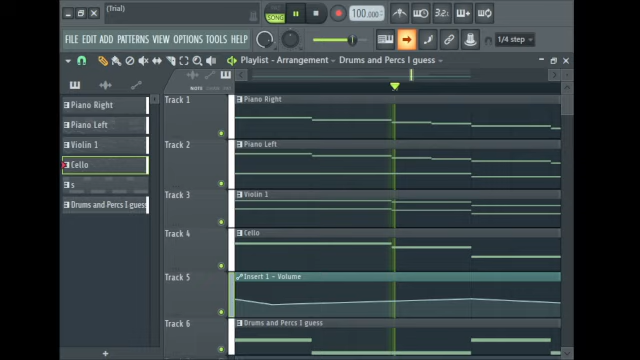 (Trial)
SONG
100.000
3.2.
FILE EDIT ADD PATTERNS VIEW OPTIONS TOOLS HELP
1/4 step
Playlist - Arrangement - Drums and Percs I guess
NOTE
Piano Right
Piano Left
Violin 1
Cello
s
Drums and Percs I guess
Track 1
Piano Right
Track 2
Piano Left
Track 3
Violin 1
Track 4
Cello
Track 5
Insert 1 - Volume
Track 6
Drums and Percs I guess